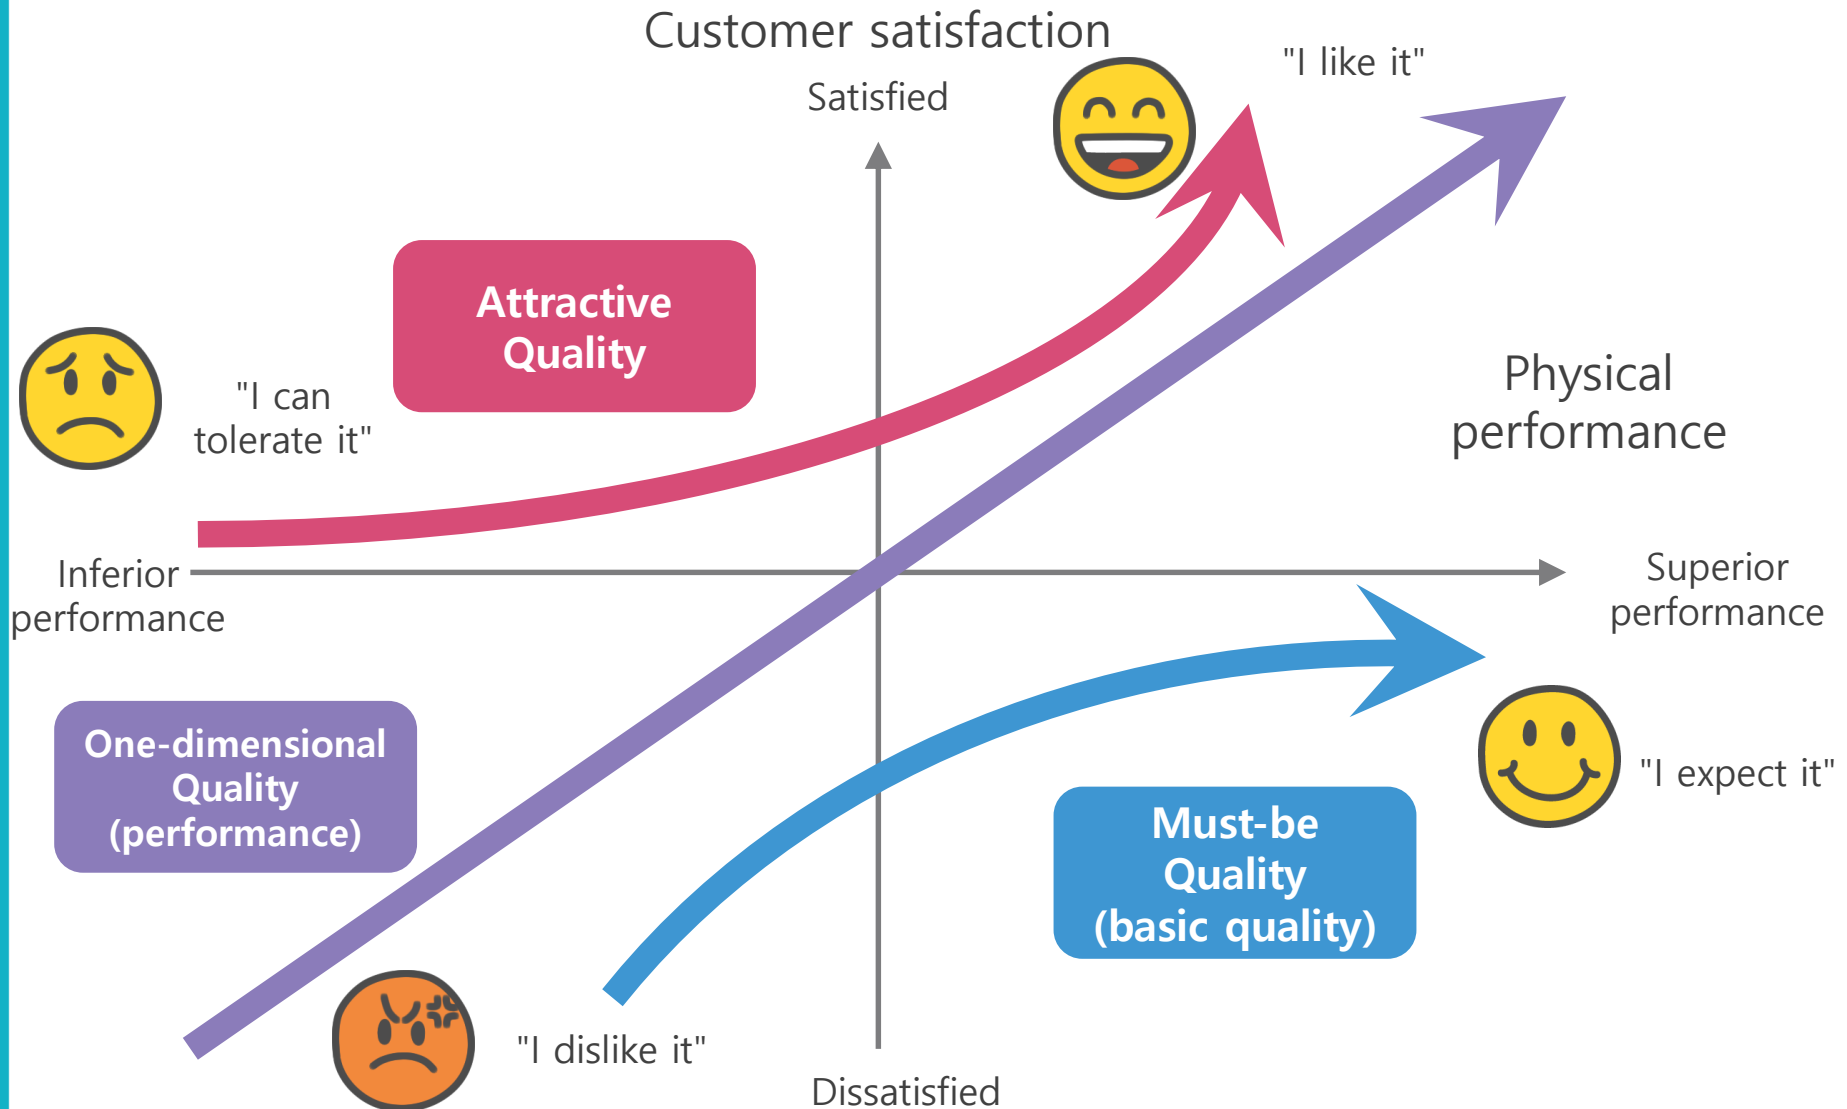 Customer satisfaction
"I like it"
Satisfied
Attractive
Quality
"I can
tolerate it"
Physical
performance
Inferior
performance
Superior
performance
One-dimensional
Quality
(performance)
"I expect it"
Must-be
Quality
(basic quality)
"I dislike it"
Dissatisfied